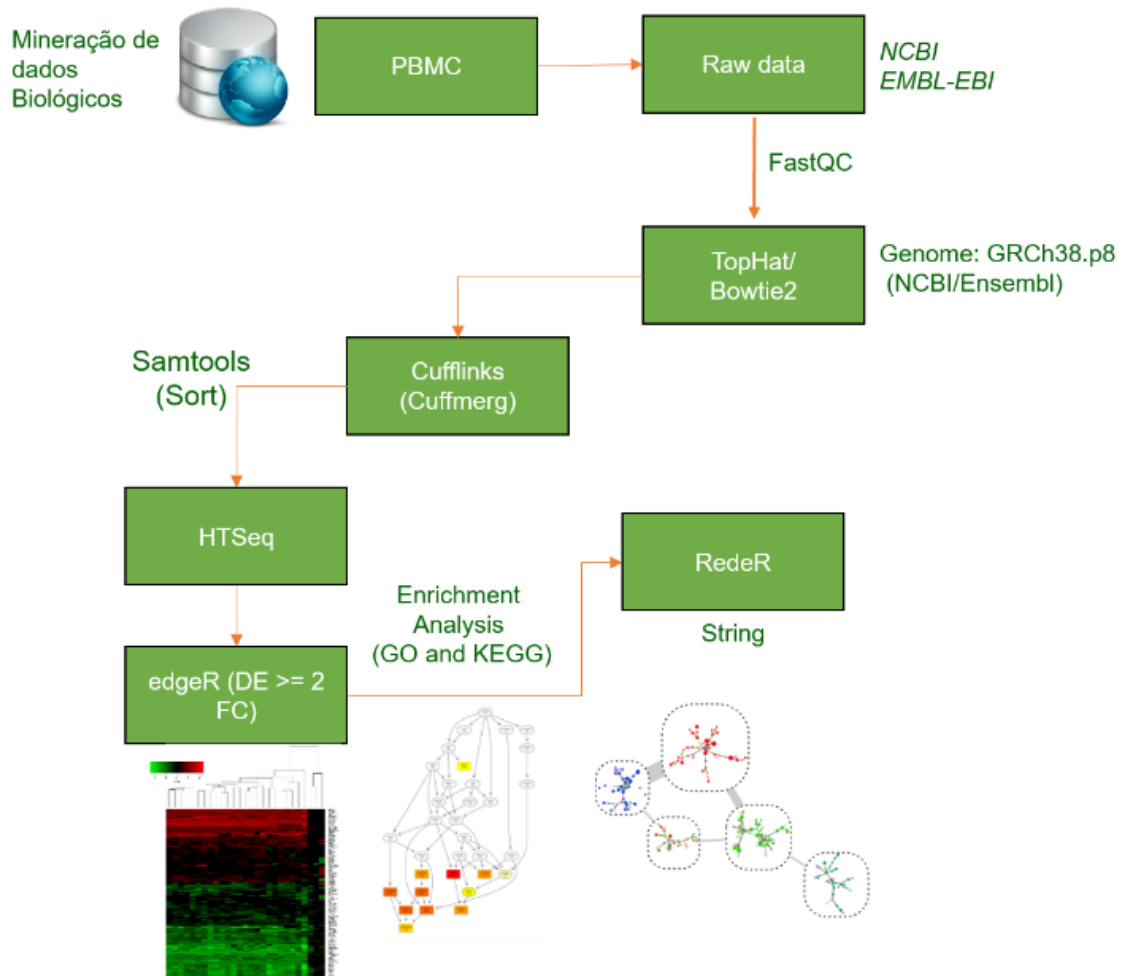 Mineração de
dados
Biológicos
PBMC
Raw data
NCBI
EMBL-EBI
FastQC
TopHat/
Bowtie2
Genome: GRCh38.p8
(NCBI/Ensembl)
Cufflinks
(Cuffmerg)
Samtools
(Sort)
HTSeq
RedeR
Enrichment
Analysis
(GO and KEGG)
String
edgeR (DE >= 2
FC)